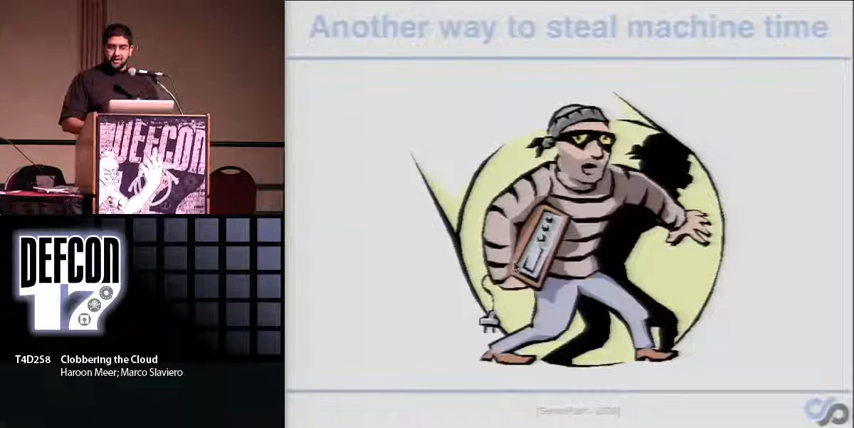 Another way to steal machine time
DEFCON
DEFCON
17
T4D2S8 Clobbering the Cloud
Haroon Meer; Marco Slaviero